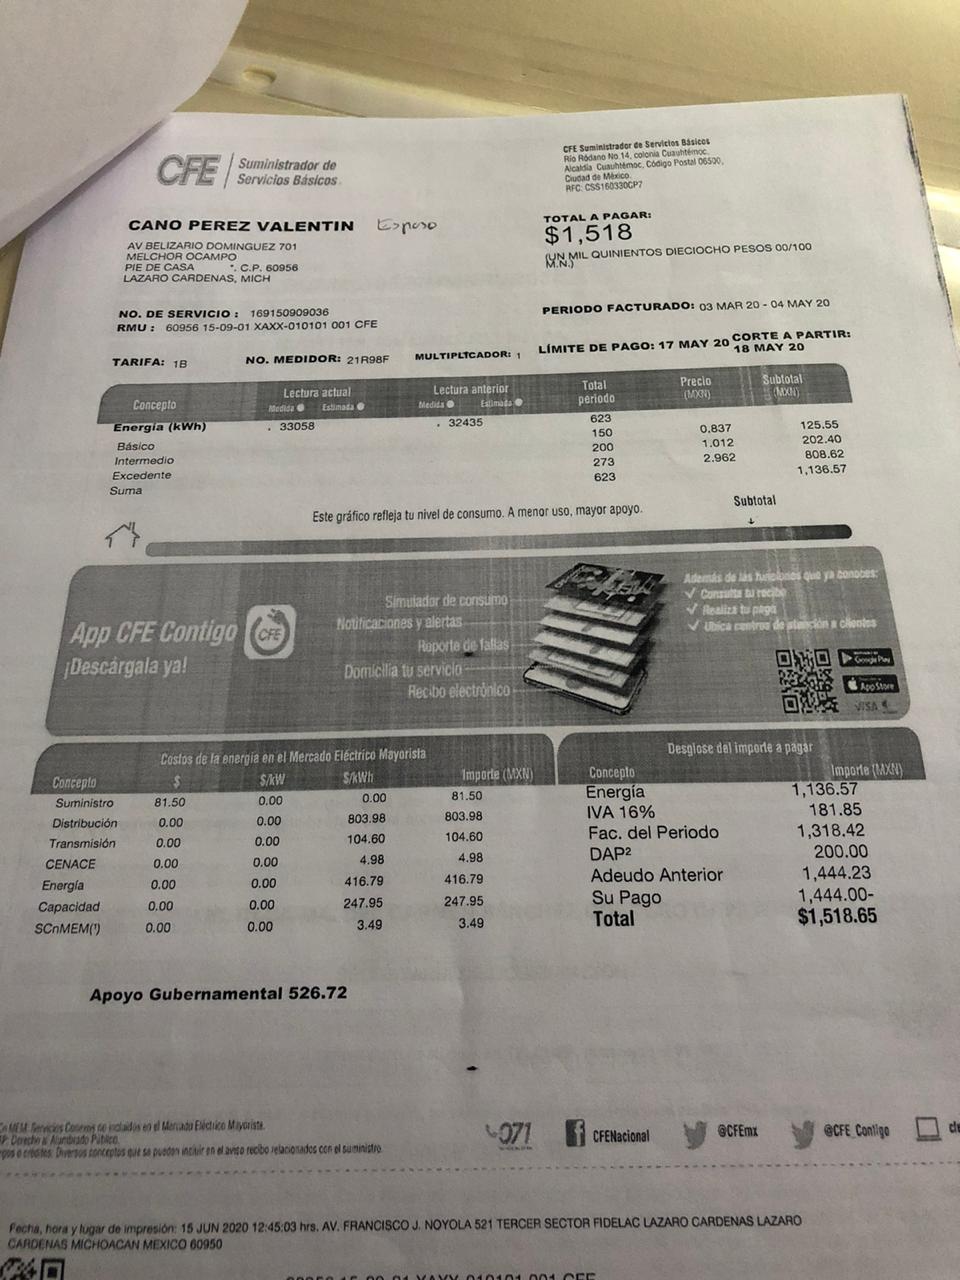 CFE Suministrador de
Servicios Básicos
CFE Suministrador de Servicios Básicos
Río Ródano No.14, colonia Cuauhtémoc,
Alcaldía Cuauhtémoc, Código Postal 06500,
Ciudad de México.
RFC: CSS160330CP7
CANO PEREZ VALENTIN Esposo
AV BELIZARIO DOMINGUEZ 701
MELCHOR OCAMPO
PIE DE CASA *. C.P. 60956
LAZARO CARDENAS, MICH
TOTAL A PAGAR:
$1,518
(UN MIL QUINIENTOS DIECIOCHO PESOS 00/100
M.N.)
NO. DE SERVICIO : 169150909036
RMU : 60956 15-09-01 XAXX-010101 001 CFE
PERIODO FACTURADO: 03 MAR 20 - 04 MAY 20
TARIFA: 1B NO. MEDIDOR: 21R98F MULTIPLICADOR: 1 LÍMITE DE PAGO: 17 MAY 20 CORTE A PARTIR:
18 MAY 20
Concepto Lectura actual Lectura anterior Total periodo Precio (MXN) Subtotal (MXN)
Medida Estimada Medida Estimada
Energía (kWh) . 33058 . 32435 623
Básico 150 0.837 125.55
Intermedio 200 1.012 202.40
Excedente 273 2.962 808.62
Suma 623 1,136.57
Este gráfico refleja tu nivel de consumo. A menor uso, mayor apoyo.
Subtotal
App CFE Contigo CFE
¡Descárgala ya!
Simulador de consumo
Notificaciones y alertas
Reporte de fallas
Domicilia tu servicio
Recibo electrónico
Además de las funciones que ya conoces:
✓ Consulta tu recibo
✓ Realiza tu pago
✓ Ubica centros de atención a clientes
Google Play
App Store
VISA
Costos de la energía en el Mercado Eléctrico Mayorista
Concepto $ $/kW $/kWh Importe (MXN)
Suministro 81.50 0.00 0.00 81.50
Distribución 0.00 0.00 803.98 803.98
Transmisión 0.00 0.00 104.60 104.60
CENACE 0.00 0.00 4.98 4.98
Energía 0.00 0.00 416.79 416.79
Capacidad 0.00 0.00 247.95 247.95
SCnMEM(¹) 0.00 0.00 3.49 3.49
Desglose del importe a pagar
Concepto Importe (MXN)
Energía 1,136.57
IVA 16% 181.85
Fac. del Periodo 1,318.42
DAP² 200.00
Adeudo Anterior 1,444.23
Su Pago 1,444.00-
Total $1,518.65
Apoyo Gubernamental 526.72
MEM: Servicios Conexos no incluidos en el Mercado Eléctrico Mayorista.
Derecho al Alumbrado Público.
o créditos: Diversos conceptos que se pueden incluir en el aviso recibo relacionados con el suministro.
071 CFENacional @CFEmx @CFE_Contigo
Fecha, hora y lugar de impresión: 15 JUN 2020 12:45:03 hrs. AV. FRANCISCO J. NOYOLA 521 TERCER SECTOR FIDELAC LAZARO CARDENAS LAZARO
CARDENAS MICHOACAN MEXICO 60950
60956 15-09-01 XAXX-010101 001 CFE